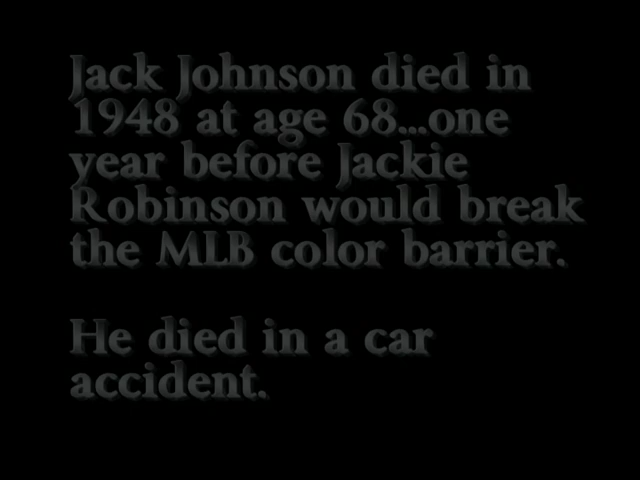 Jack Johnson died in
1948 at age 68...one
year before Jackie
Robinson would break
the MLB color barrier.
He died in a car
accident.